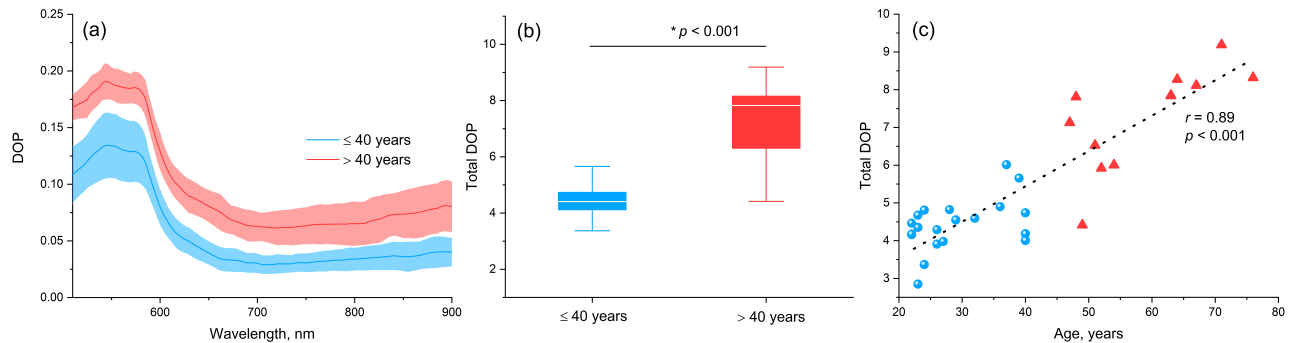 (a)
DOP
0.25
0.20
0.15
0.10
0.05
0.00
≤ 40 years
> 40 years
600
700
800
900
Wavelength, nm
(b)
* p < 0.001
Total DOP
10
8
6
4
2
≤ 40 years
> 40 years
(c)
Total DOP
10
9
8
7
6
5
4
3
r = 0.89
p < 0.001
20
30
40
50
60
70
80
Age, years